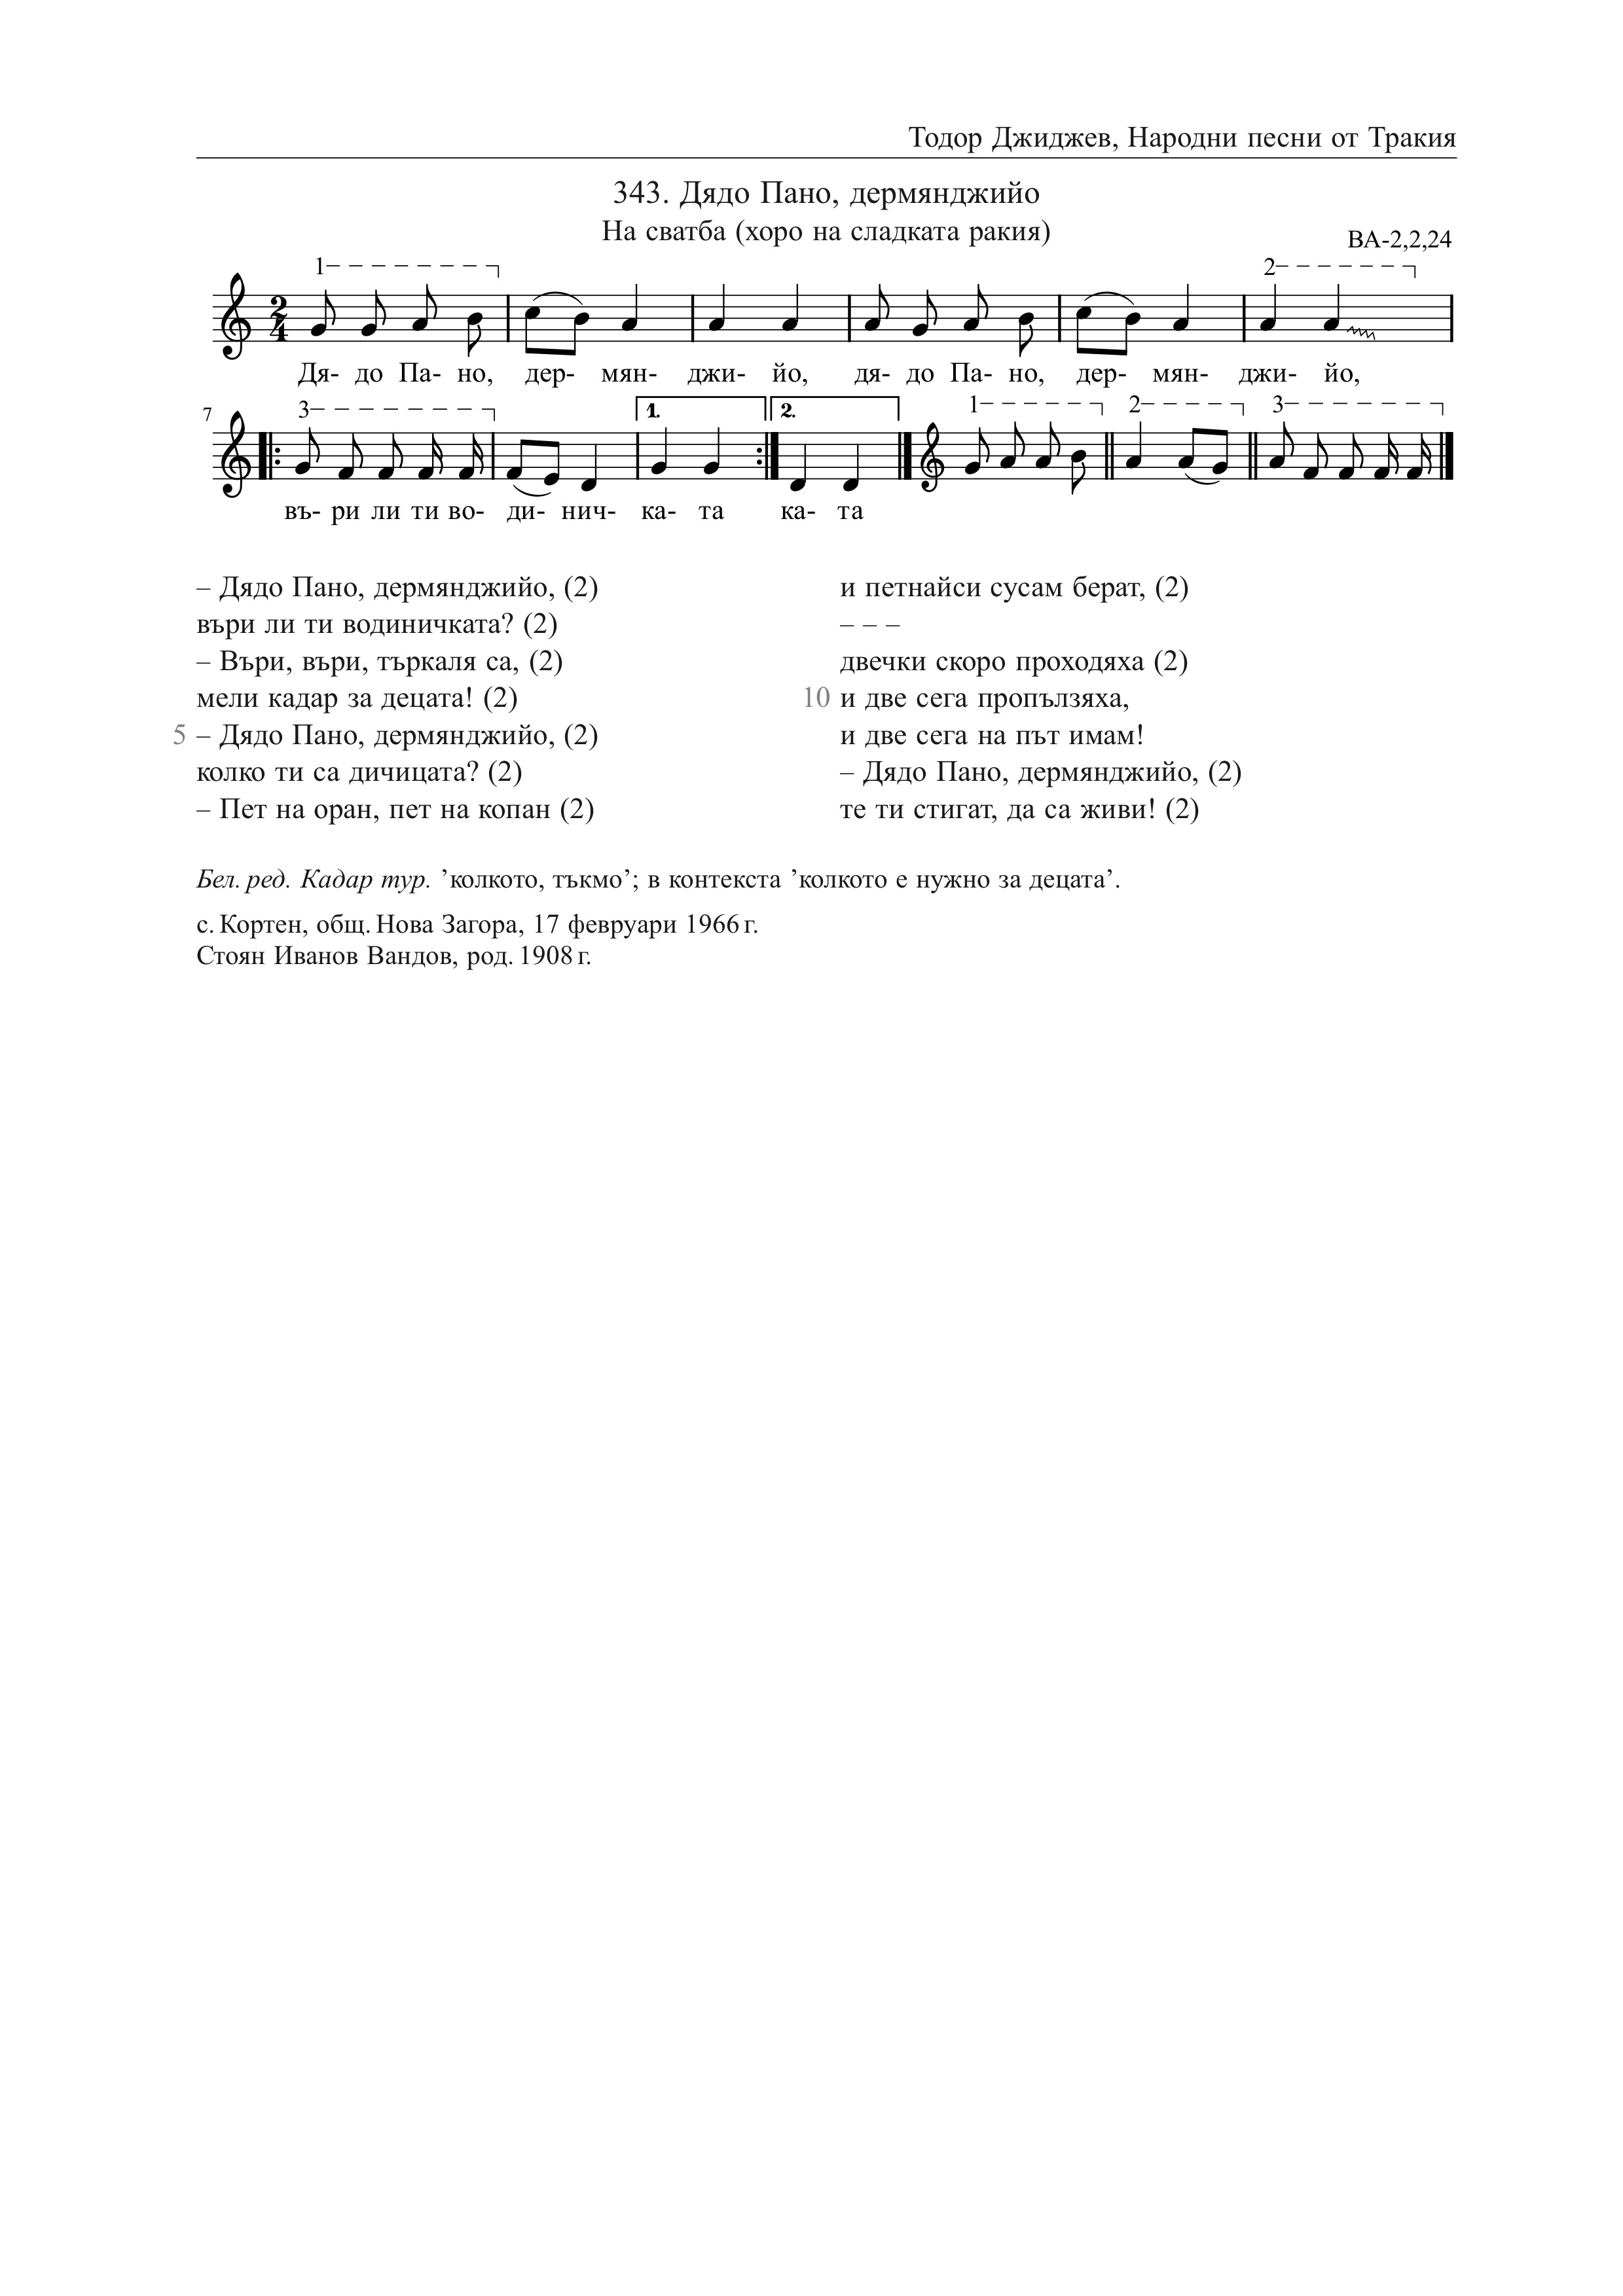 Тодор Джиджев, Народни песни от Тракия
343. Дядо Пано, дермянджийо
На сватба (хоро на сладката ракия)
ВА-2,2,24
1 2
2 4
Дя- до Па- но, дер- мян- джи- йо, дя- до Па- но, дер- мян- джи- йо,
7 3 1. 2. 1 2 3
въ- ри ли ти во- ди- нич- ка- та ка- та
– Дядо Пано, дермянджийо, (2)
въри ли ти водиничката? (2)
– Въри, въри, търкаля са, (2)
мели кадар за децата! (2)
5 – Дядо Пано, дермянджийо, (2)
колко ти са дичицата? (2)
– Пет на оран, пет на копан (2)
и петнайси сусам берат, (2)
– – –
двечки скоро проходяха (2)
10 и две сега пропълзяха,
и две сега на път имам!
– Дядо Пано, дермянджийо, (2)
те ти стигат, да са живи! (2)
Бел. ред. Кадар тур. ’колкото, тъкмо’; в контекста ’колкото е нужно за децата’.
с. Кортен, общ. Нова Загора, 17 февруари 1966 г.
Стоян Иванов Вандов, род. 1908 г.